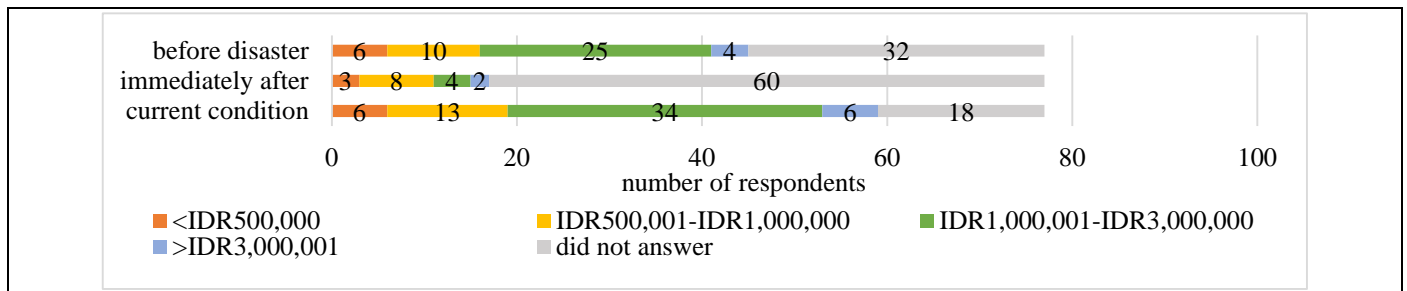 before disaster 6 10 25 4 32
immediately after 3 8 4 2 60
current condition 6 13 34 6 18
0 20 40 60 80 100
number of respondents
<IDR500,000 IDR500,001-IDR1,000,000 IDR1,000,001-IDR3,000,000
>IDR3,000,001 did not answer